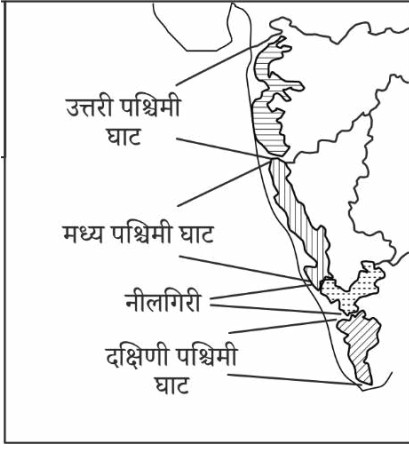 उत्तरी पश्चिमी
घाट
मध्य पश्चिमी घाट
नीलगिरी
दक्षिणी पश्चिमी
घाट